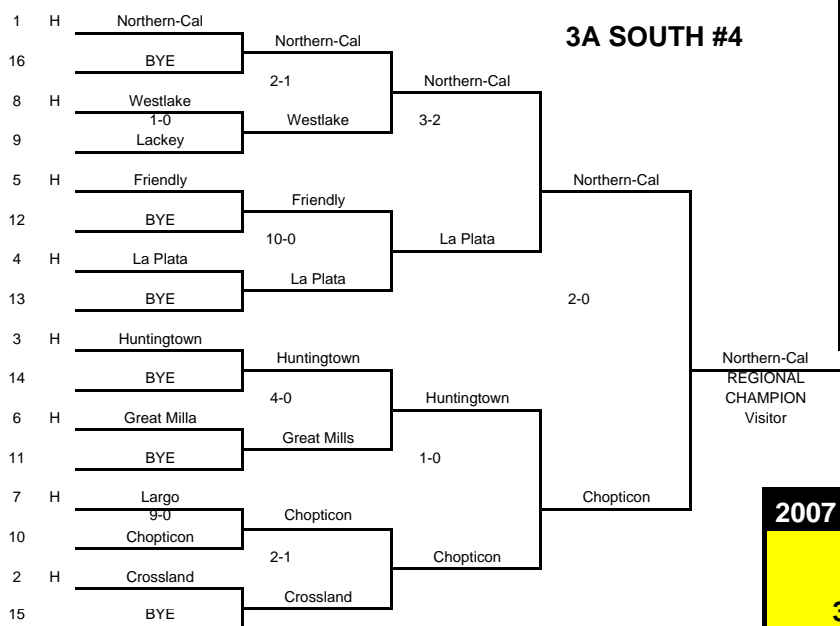 3A SOUTH #4
1 H Northern-Cal
Northern-Cal
16 BYE
2-1
Northern-Cal
8 H Westlake
1-0
Westlake
3-2
9 Lackey
5 H Friendly
Northern-Cal
Friendly
12 BYE
10-0
La Plata
4 H La Plata
La Plata
13 BYE
2-0
3 H Huntingtown
Huntingtown
Northern-Cal
REGIONAL
CHAMPION
Visitor
14 BYE
4-0
Huntingtown
6 H Great Milla
Great Mills
11 BYE
1-0
7 H Largo
9-0
Chopticon
Chopticon
10 Chopticon
2-1
Chopticon
2 H Crossland
Crossland
15 BYE
2007